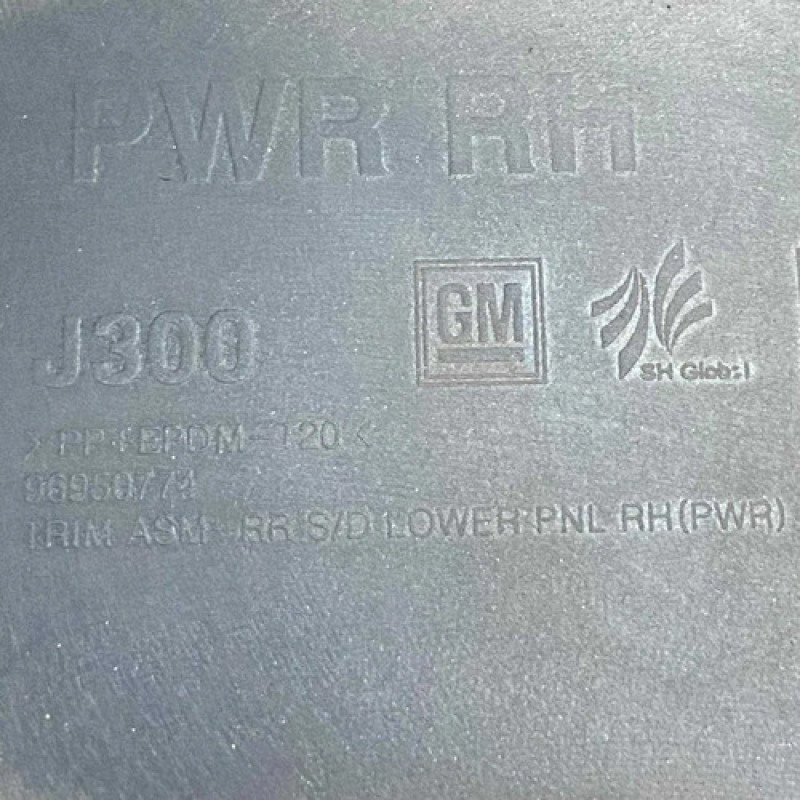 PWR RH
J300
GM
SH Global
>PP+EPDM-T20<
96950774
TRIM ASM-RR S/D LOWER PNL RH(PWR)